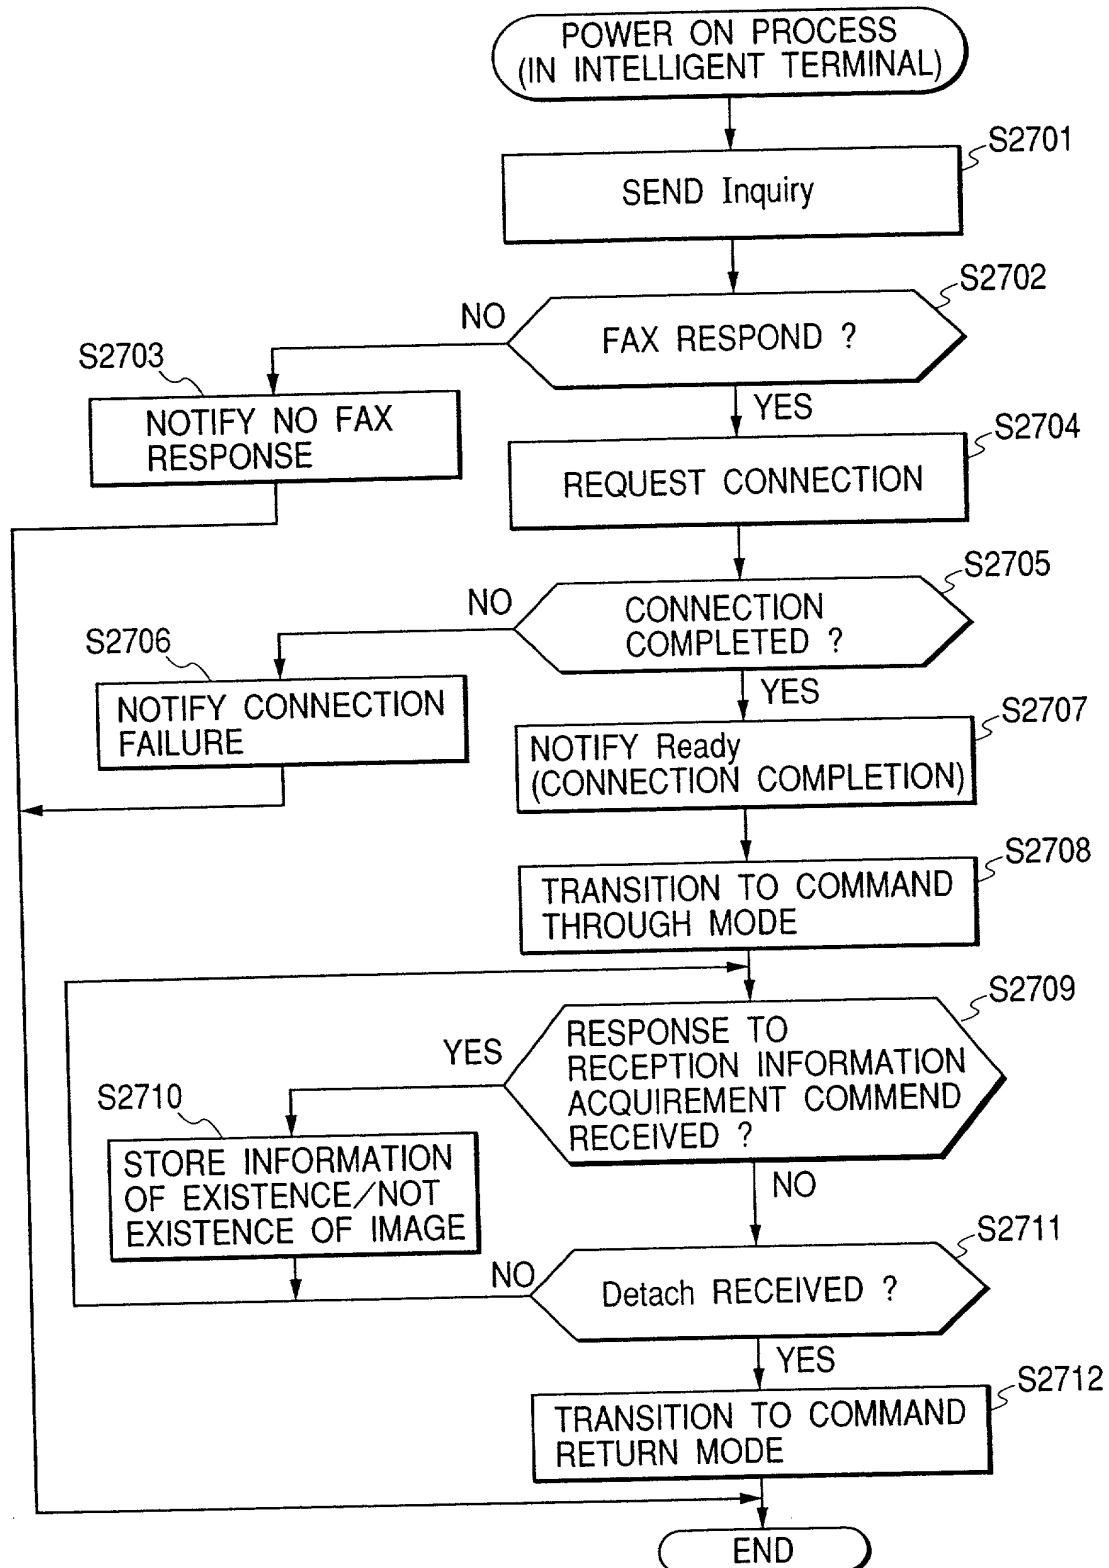 POWER ON PROCESS
(IN INTELLIGENT TERMINAL)
S2701
SEND Inquiry
S2702
NO
FAX RESPOND ?
S2703
YES
NOTIFY NO FAX
RESPONSE
S2704
REQUEST CONNECTION
S2705
NO
CONNECTION
COMPLETED ?
S2706
YES
NOTIFY CONNECTION
FAILURE
S2707
NOTIFY Ready
(CONNECTION COMPLETION)
S2708
TRANSITION TO COMMAND
THROUGH MODE
S2709
YES
RESPONSE TO
RECEPTION INFORMATION
ACQUIREMENT COMMEND
RECEIVED ?
S2710
STORE INFORMATION
OF EXISTENCE/NOT
EXISTENCE OF IMAGE
NO
S2711
NO
Detach RECEIVED ?
YES
S2712
TRANSITION TO COMMAND
RETURN MODE
END